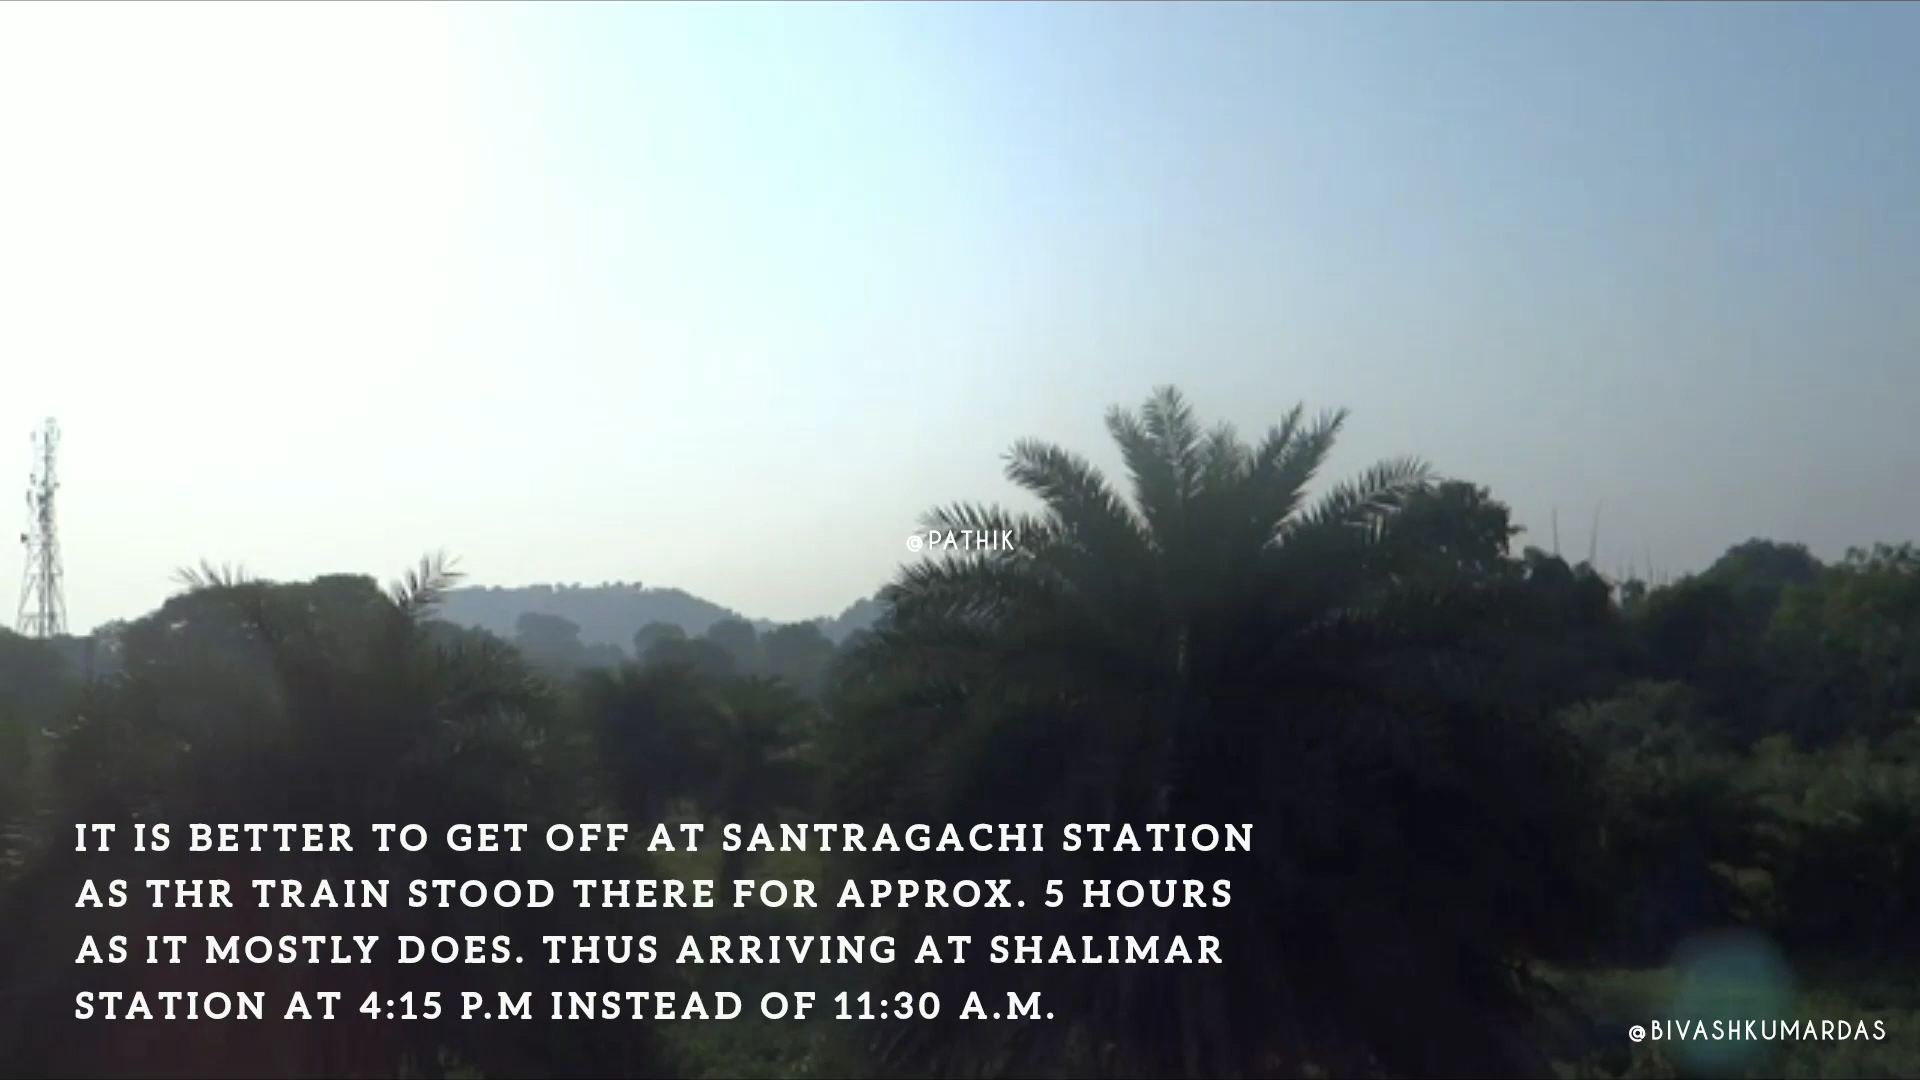 @PATHIK
IT IS BETTER TO GET OFF AT SANTRAGACHI STATION
AS THR TRAIN STOOD THERE FOR APPROX. 5 HOURS
AS IT MOSTLY DOES. THUS ARRIVING AT SHALIMAR
STATION AT 4:15 P.M INSTEAD OF 11:30 A.M.
@BIVASHKUMARDAS